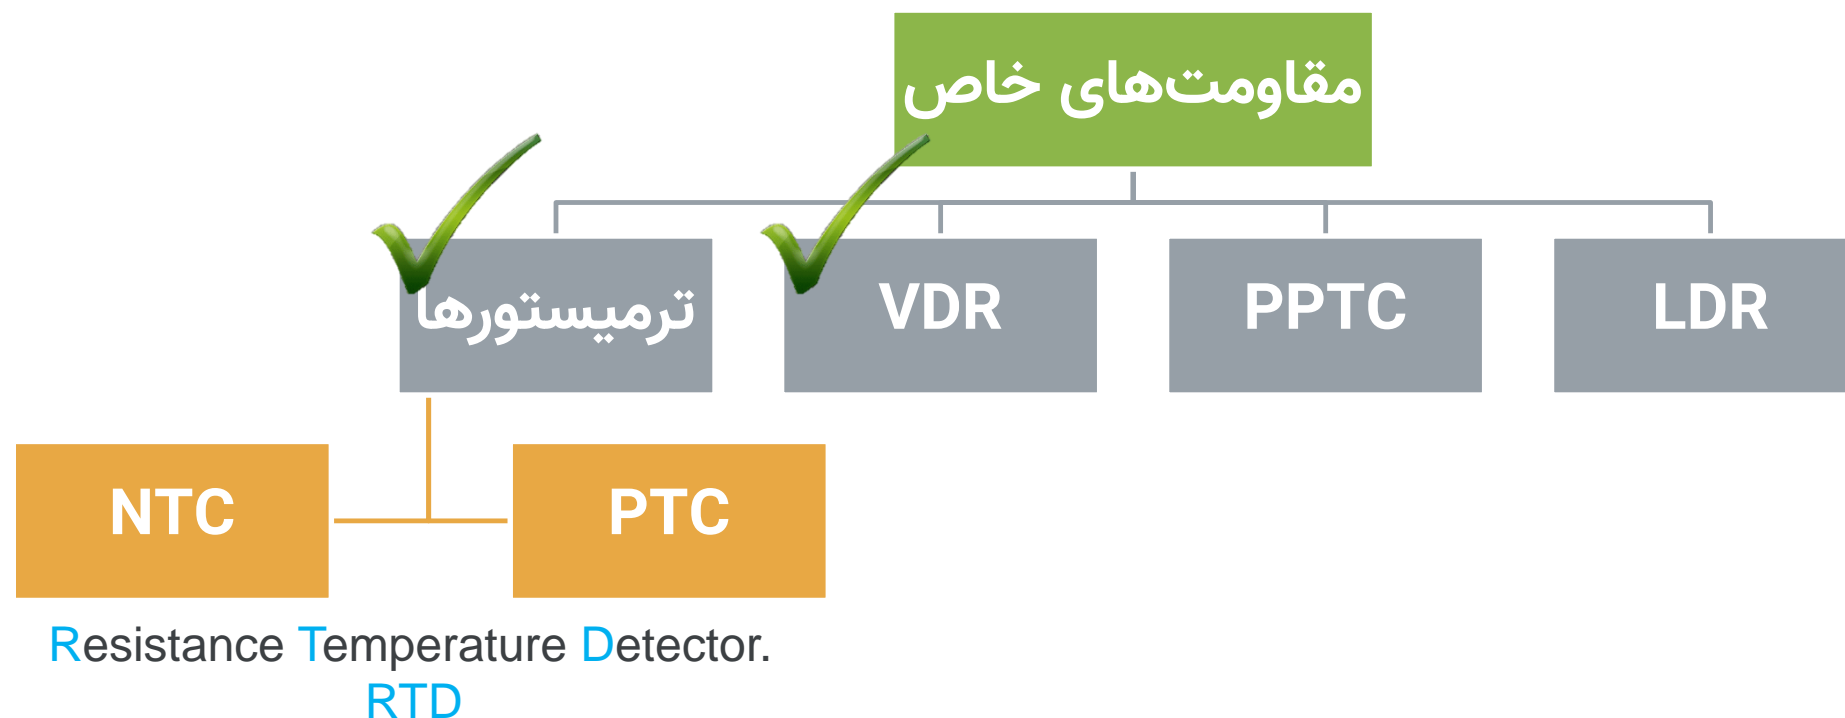 مقاومت‌های خاص
ترمیستورها
VDR
PPTC
LDR
NTC
PTC
Resistance Temperature Detector.
RTD